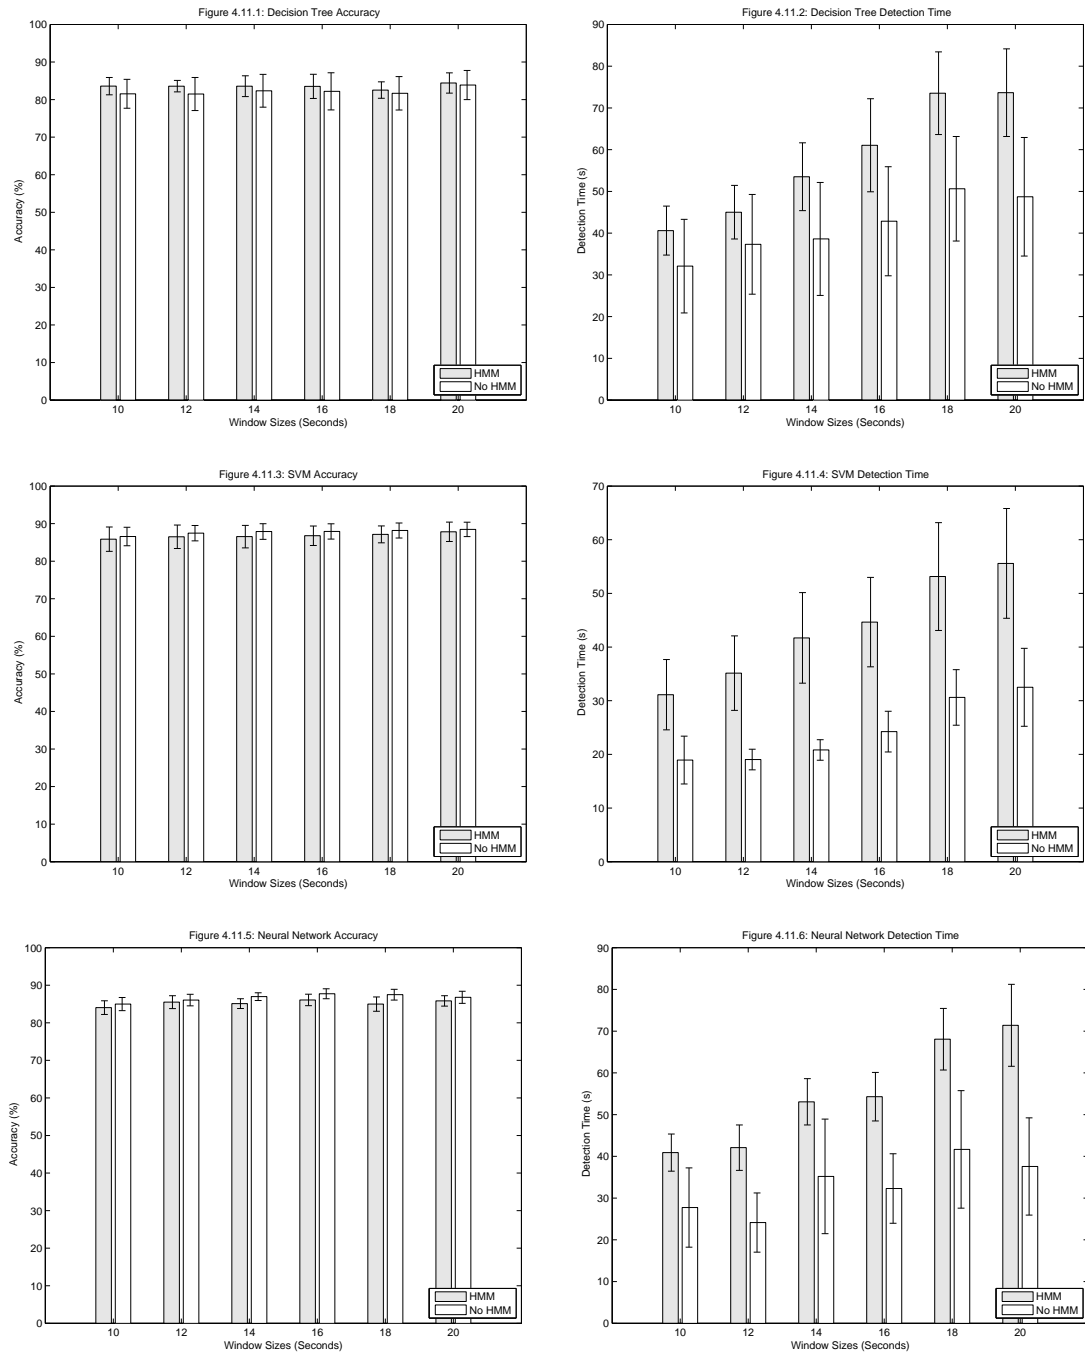 Figure 4.11.1: Decision Tree Accuracy
100
90
80
70
60
50
40
30
20
10
0
Accuracy (%)
10 12 14 16 18 20
Window Sizes (Seconds)
HMM
No HMM
Figure 4.11.2: Decision Tree Detection Time
90
80
70
60
50
40
30
20
10
0
Detection Time (s)
10 12 14 16 18 20
Window Sizes (Seconds)
HMM
No HMM
Figure 4.11.3: SVM Accuracy
100
90
80
70
60
50
40
30
20
10
0
Accuracy (%)
10 12 14 16 18 20
Window Sizes (Seconds)
HMM
No HMM
Figure 4.11.4: SVM Detection Time
70
60
50
40
30
20
10
0
Detection Time (s)
10 12 14 16 18 20
Window Sizes (Seconds)
HMM
No HMM
Figure 4.11.5: Neural Network Accuracy
100
90
80
70
60
50
40
30
20
10
0
Accuracy (%)
10 12 14 16 18 20
Window Sizes (Seconds)
HMM
No HMM
Figure 4.11.6: Neural Network Detection Time
90
80
70
60
50
40
30
20
10
0
Detection Time (s)
10 12 14 16 18 20
Window Sizes (Seconds)
HMM
No HMM